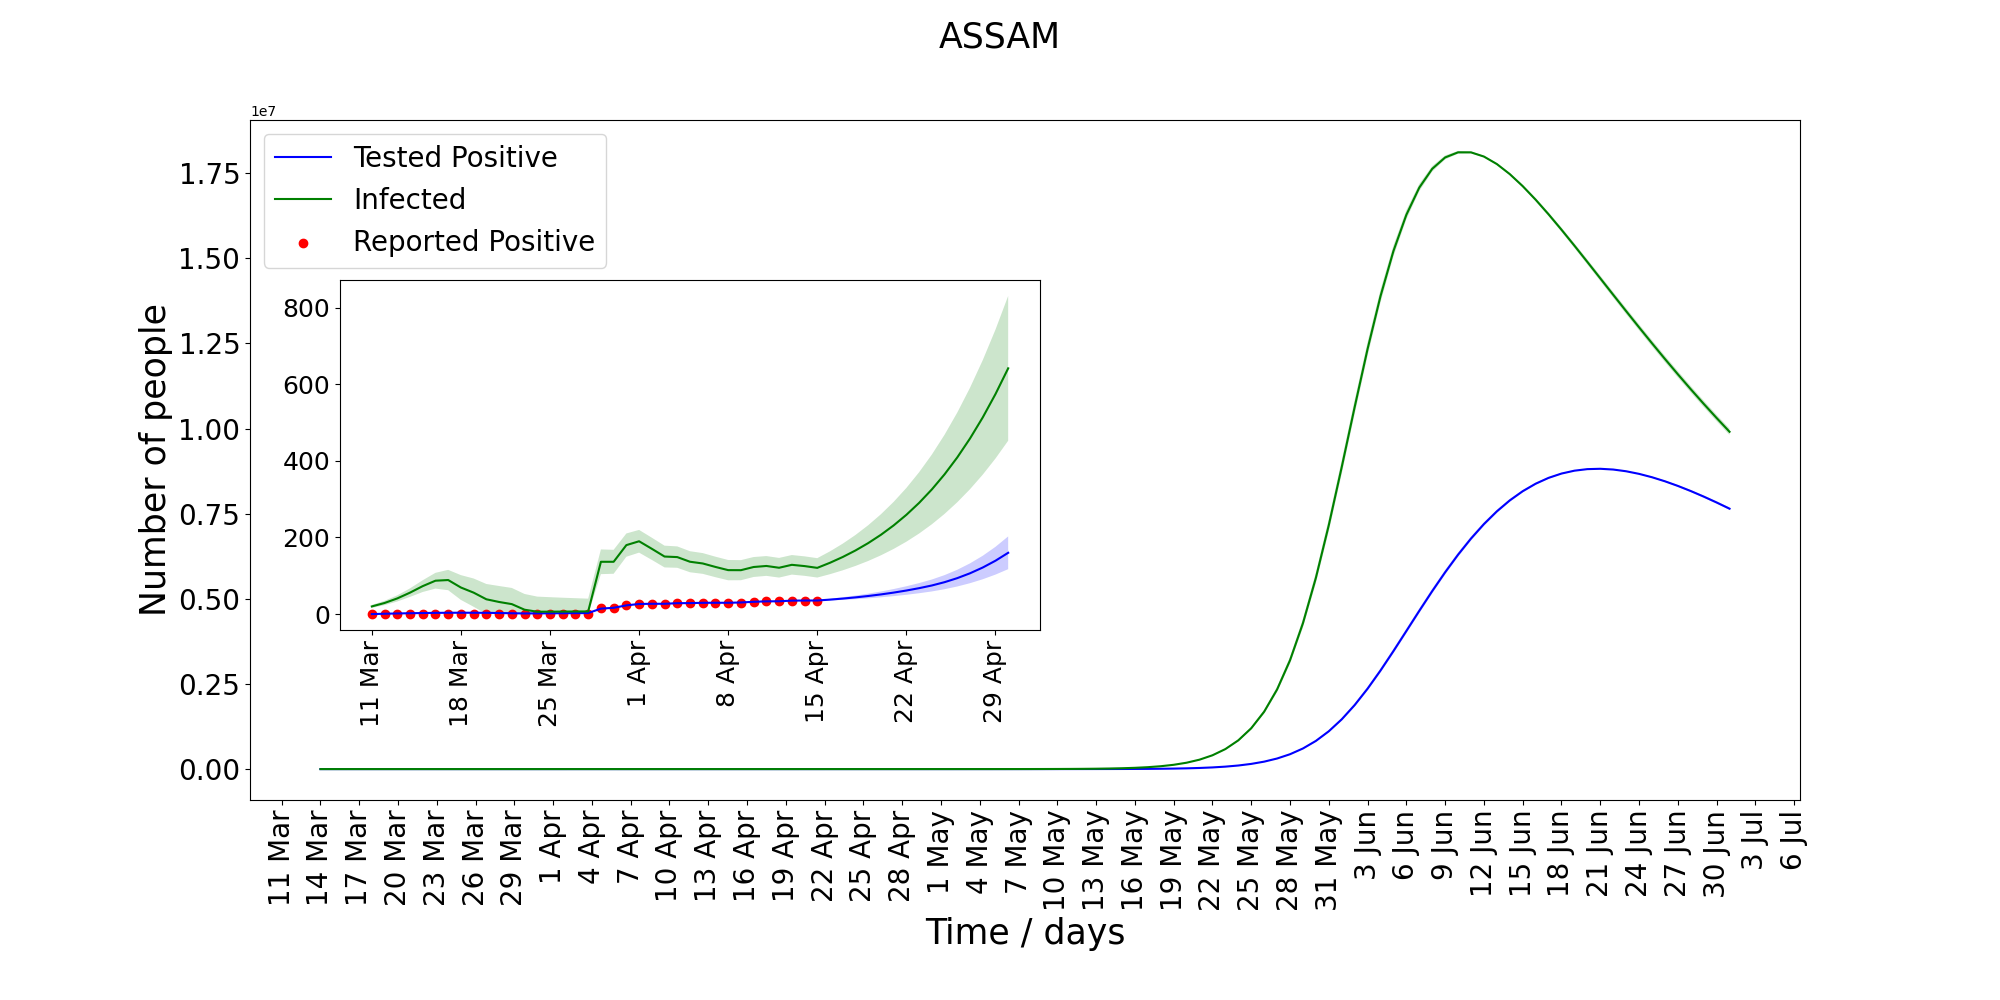 ASSAM
1e7
Tested Positive
Infected
Reported Positive
Number of people
1.75
1.50
1.25
1.00
0.75
0.50
0.25
0.00
800
600
400
200
0
11 Mar 18 Mar 25 Mar 1 Apr 8 Apr 15 Apr 22 Apr 29 Apr
11 Mar 14 Mar 17 Mar 20 Mar 23 Mar 26 Mar 29 Mar 1 Apr 4 Apr 7 Apr 10 Apr 13 Apr 16 Apr 19 Apr 22 Apr 25 Apr 28 Apr 1 May 4 May 7 May 10 May 13 May 16 May 19 May 22 May 25 May 28 May 31 May 3 Jun 6 Jun 9 Jun 12 Jun 15 Jun 18 Jun 21 Jun 24 Jun 27 Jun 30 Jun 3 Jul 6 Jul
Time / days